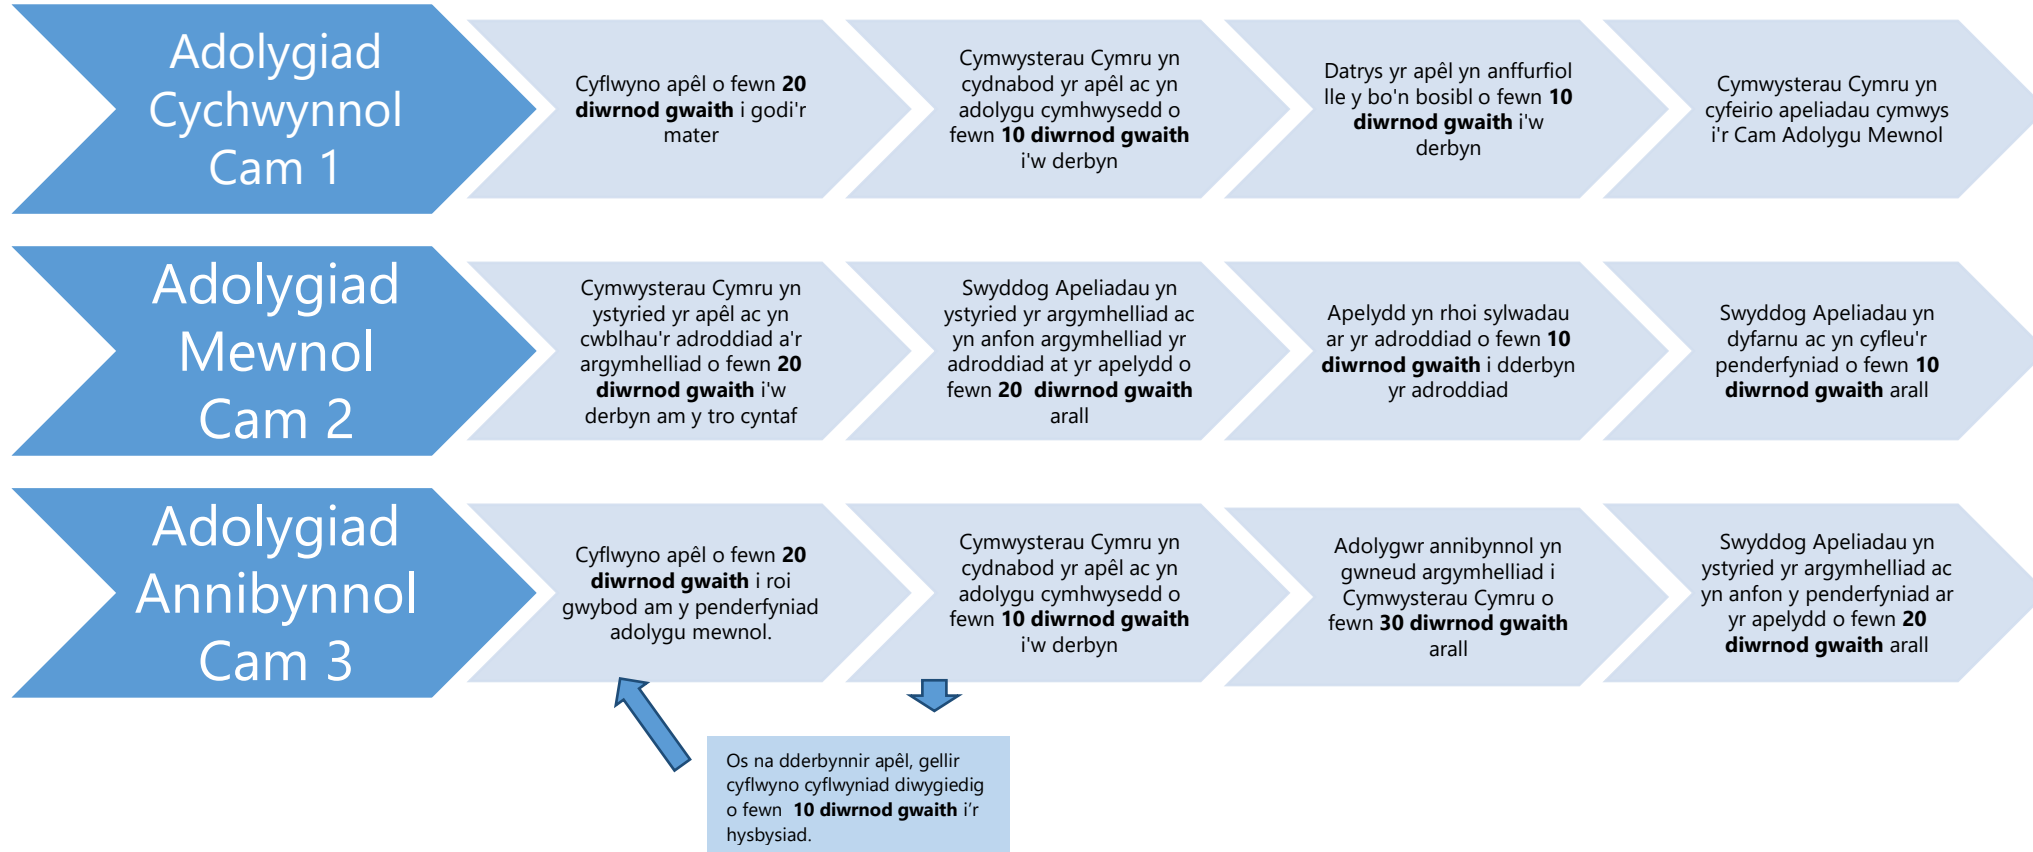 Adolygiad
Cychwynnol
Cam 1
Cyflwyno apêl o fewn 20
diwrnod gwaith i godi'r
mater
Cymwysterau Cymru yn
cydnabod yr apêl ac yn
adolygu cymhwysedd o
fewn 10 diwrnod gwaith
i'w derbyn
Datrys yr apêl yn anffurfiol
lle y bo'n bosibl o fewn 10
diwrnod gwaith i'w
derbyn
Cymwysterau Cymru yn
cyfeirio apeliadau cymwys
i'r Cam Adolygu Mewnol
Adolygiad
Mewnol
Cam 2
Cymwysterau Cymru yn
ystyried yr apêl ac yn
cwblhau'r adroddiad a'r
argymhelliad o fewn 20
diwrnod gwaith i'w
derbyn am y tro cyntaf
Swyddog Apeliadau yn
ystyried yr argymhelliad ac
yn anfon argymhelliad yr
adroddiad at yr apelydd o
fewn 20 diwrnod gwaith
arall
Apelydd yn rhoi sylwadau
ar yr adroddiad o fewn 10
diwrnod gwaith i dderbyn
yr adroddiad
Swyddog Apeliadau yn
dyfarnu ac yn cyfleu'r
penderfyniad o fewn 10
diwrnod gwaith arall
Adolygiad
Annibynnol
Cam 3
Cyflwyno apêl o fewn 20
diwrnod gwaith i roi
gwybod am y penderfyniad
adolygu mewnol.
Cymwysterau Cymru yn
cydnabod yr apêl ac yn
adolygu cymhwysedd o
fewn 10 diwrnod gwaith
i'w derbyn
Adolygwr annibynnol yn
gwneud argymhelliad i
Cymwysterau Cymru o
fewn 30 diwrnod gwaith
arall
Swyddog Apeliadau yn
ystyried yr argymhelliad ac
yn anfon y penderfyniad ar
yr apelydd o fewn 20
diwrnod gwaith arall
Os na dderbynnir apêl, gellir
cyflwyno cyflwyniad diwygiedig
o fewn 10 diwrnod gwaith i'r
hysbysiad.